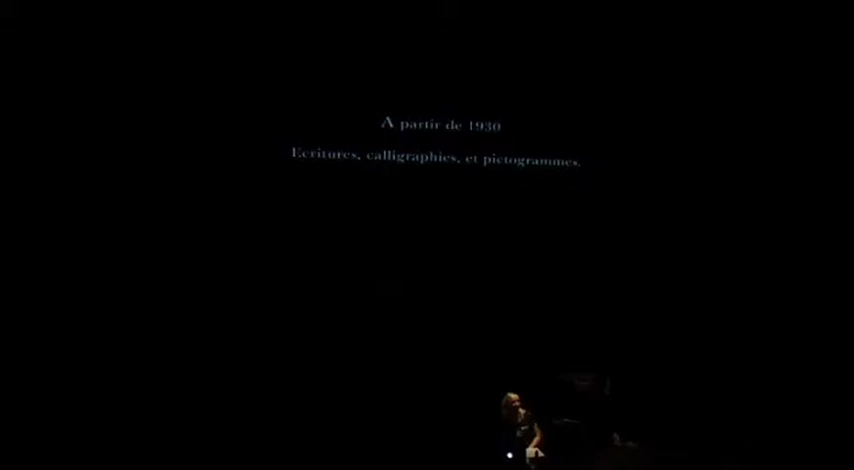 A partir de 1930
Ecritures, calligraphies, et pictogrammes.